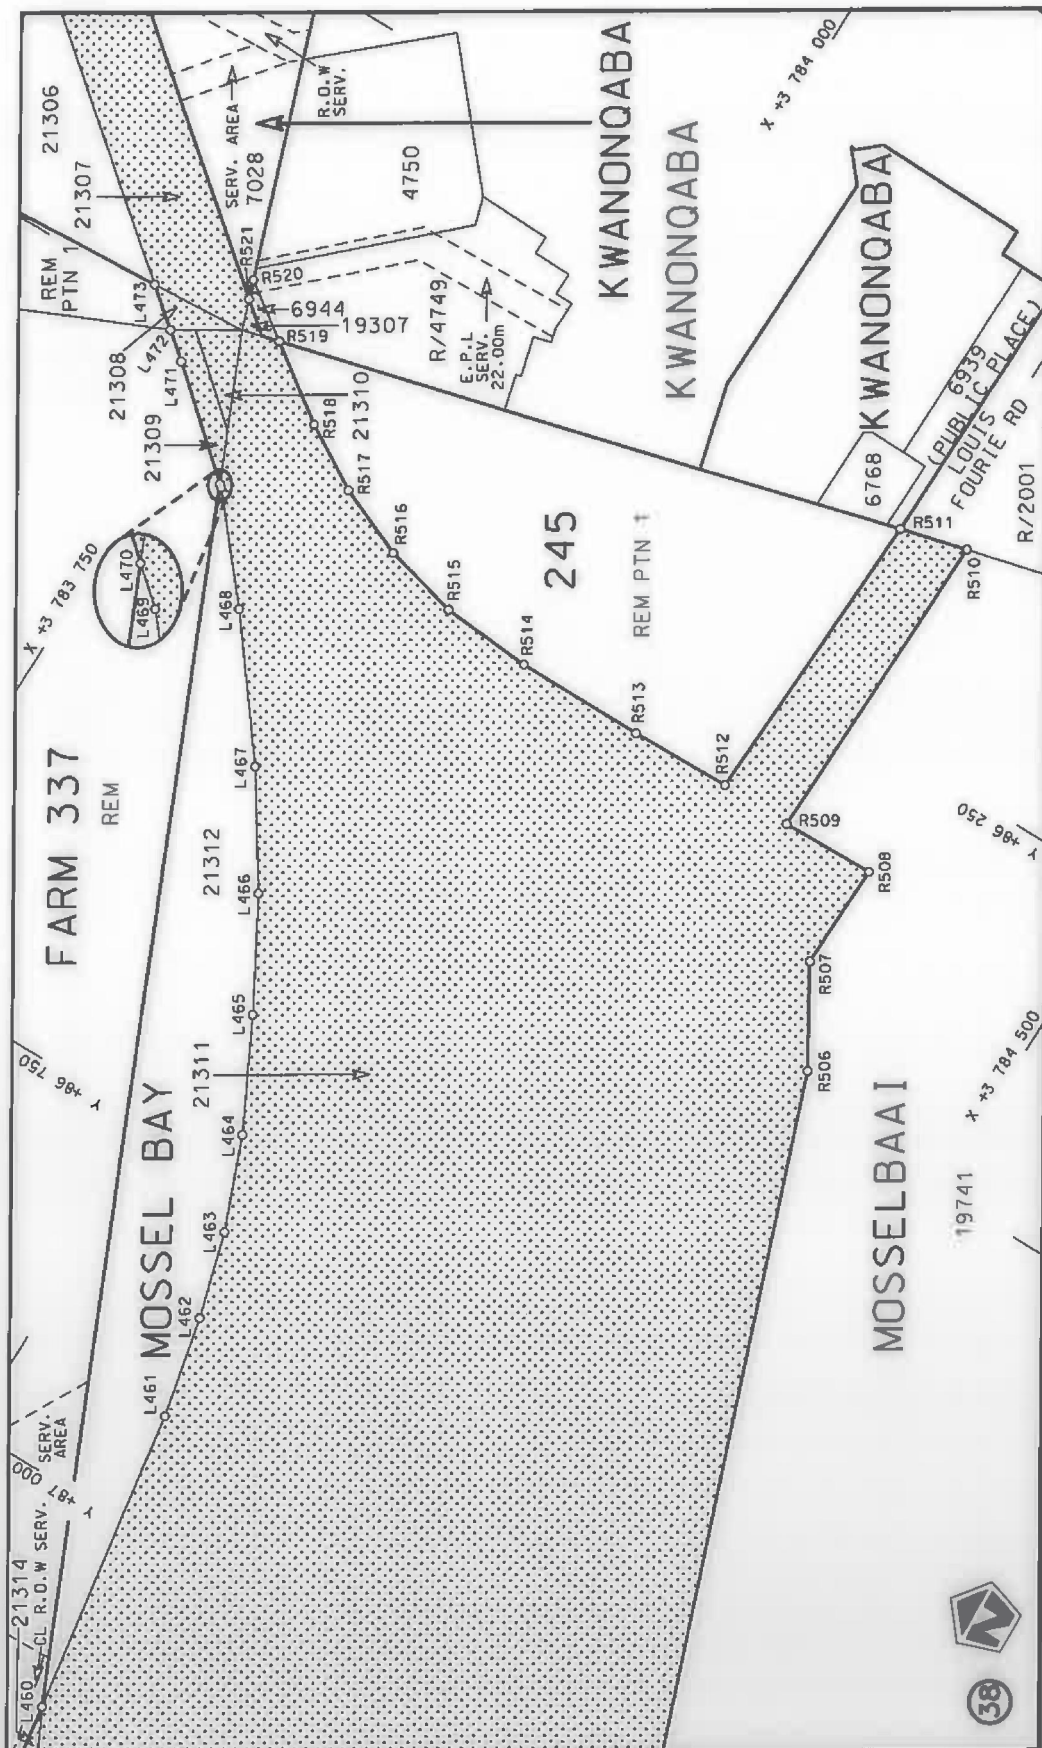 21306
21307
REM
PTN 1
L473
L472
L471
21308
21309
SERV. AREA
R.O.W
SERV.
7028
4750
R521
R520
6944
19307
R519
R518
21310
R517
R516
R515
R514
R513
R512
R511
R510
R509
R508
R507
R506
R/4749
E.P.L
SERV.
22.00m
KWANONQABA
KWANONQABA
KWANONQABA
X +3 784 000
6939
(PUBLIC PLACE)
LOUIS
FOURIE RD
6768
R/2001
245
REM PTN 1
X +3 783 750
L470
L469
L468
L467
L466
L465
L464
L463
L462
L461
L460
FARM 337
REM
21312
21311
MOSSEL BAY
Y +86 750
Y +86 250
X +3 784 500
MOSSELBAAI
19741
SERV.
AREA
Y +87 000
CL R.O.W SERV.
21314
38
N